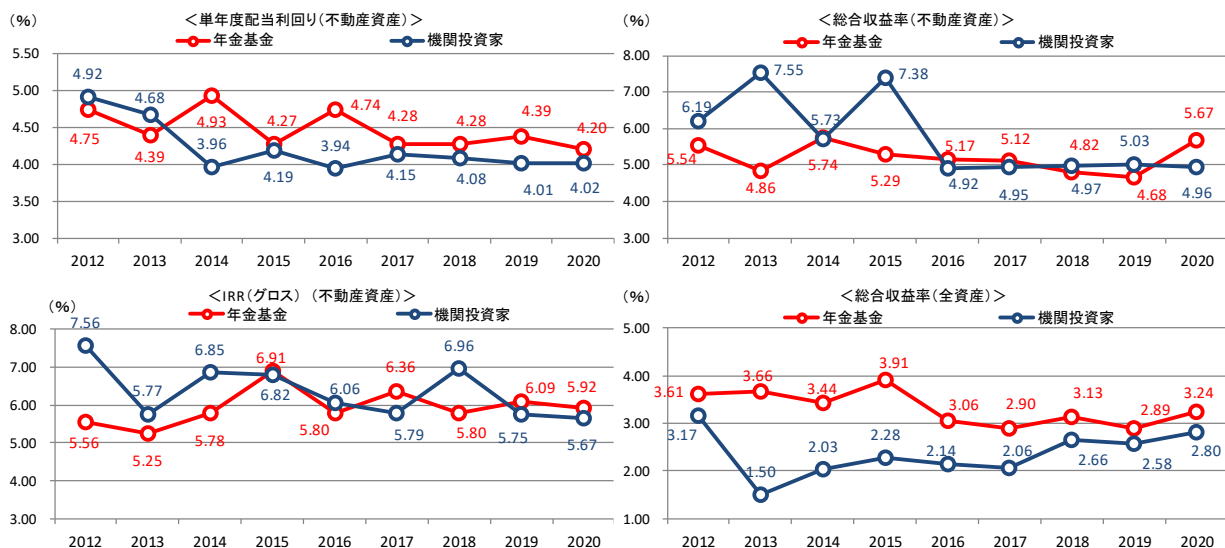 ＜単年度配当利回り（不動産資産）＞
（%）
年金基金 機関投資家
5.50
5.00
4.50
4.00
3.50
3.00
4.92 4.68 3.96 4.19 3.94 4.15 4.08 4.01 4.02
4.75 4.39 4.93 4.27 4.74 4.28 4.28 4.39 4.20
2012 2013 2014 2015 2016 2017 2018 2019 2020
＜総合収益率（不動産資産）＞
（%）
年金基金 機関投資家
8.00
7.00
6.00
5.00
4.00
3.00
6.19 7.55 5.73 7.38 4.92 4.95 4.97 5.03 4.96
5.54 4.86 5.74 5.29 5.17 5.12 4.82 4.68 5.67
2012 2013 2014 2015 2016 2017 2018 2019 2020
＜IRR（グロス）（不動産資産）＞
（%）
年金基金 機関投資家
8.00
7.00
6.00
5.00
4.00
3.00
7.56 5.77 6.85 6.82 6.06 5.79 6.96 5.75 5.67
5.56 5.25 5.78 6.91 5.80 6.36 5.80 6.09 5.92
2012 2013 2014 2015 2016 2017 2018 2019 2020
＜総合収益率（全資産）＞
（%）
年金基金 機関投資家
5.00
4.00
3.00
2.00
1.00
3.61 3.66 3.44 3.91 3.06 2.90 3.13 2.89 3.24
3.17 1.50 2.03 2.28 2.14 2.06 2.66 2.58 2.80
2012 2013 2014 2015 2016 2017 2018 2019 2020